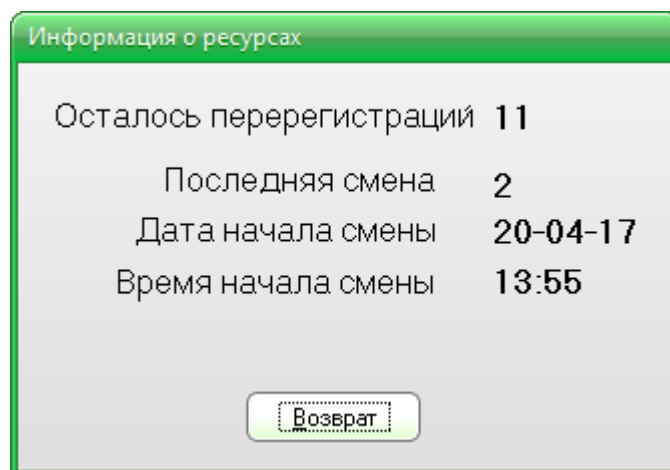 Информация о ресурсах
Осталось перерегистраций 11
Последняя смена 2
Дата начала смены 20-04-17
Время начала смены 13:55
Возврат